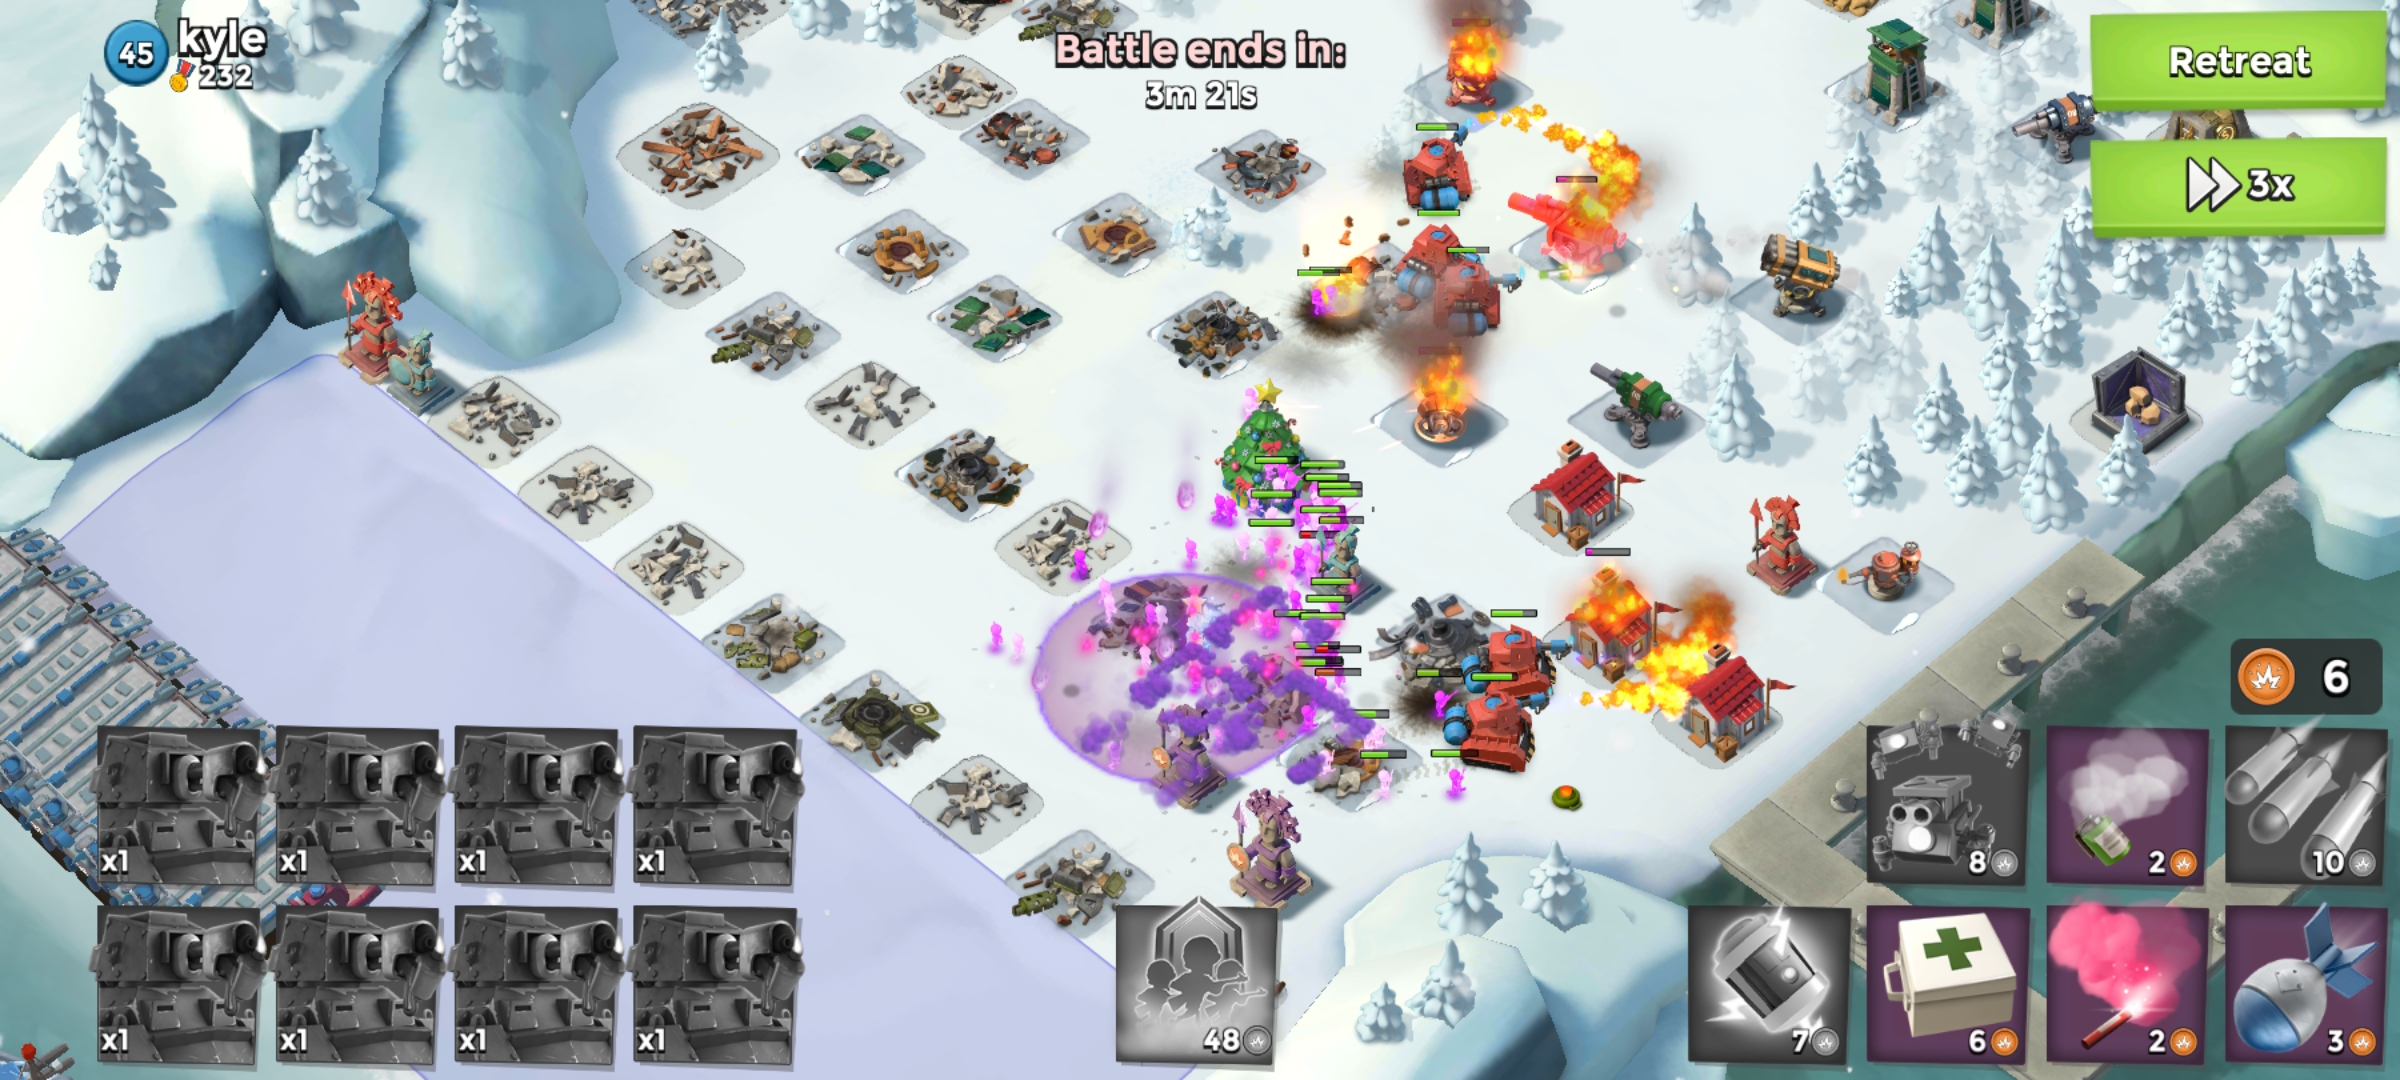 45
kyle
232
Battle ends in:
3m 21s
Retreat
3x
6
x1
x1
x1
x1
8
2
10
x1
x1
x1
x1
48
7
6
2
3